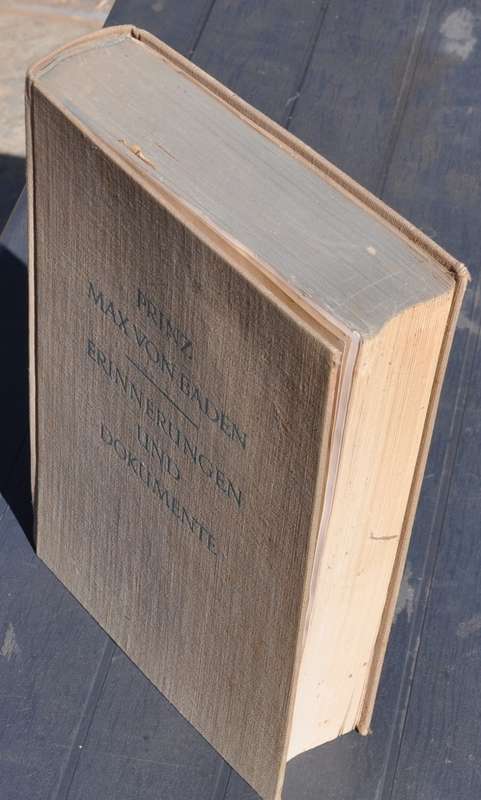 PRINZ
MAX VON BADEN
ERINNERUNGEN
UND
DOKUMENTE